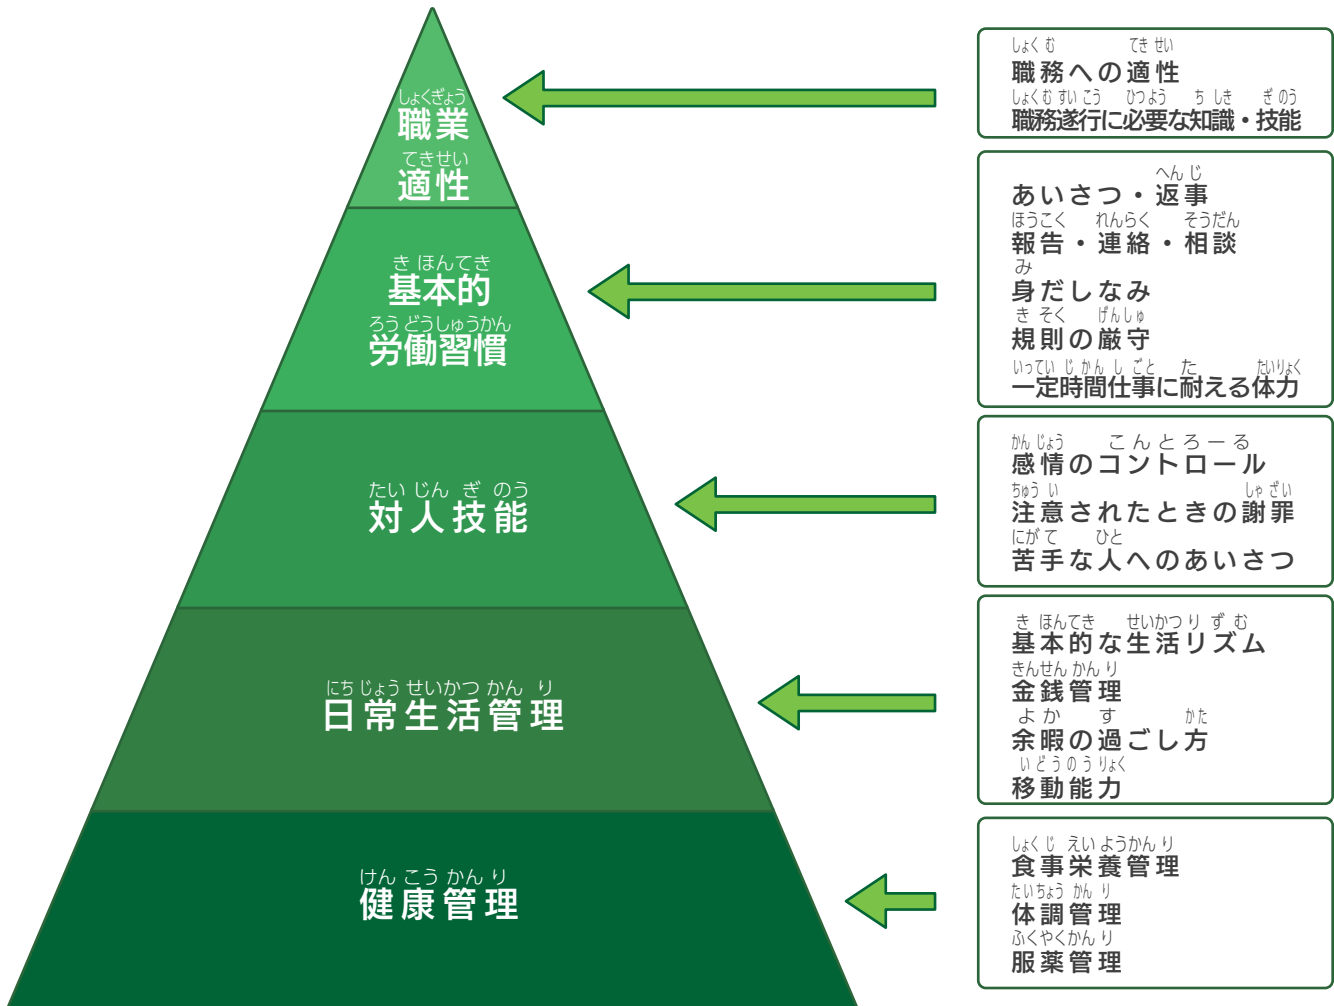 しょくぎょう
職業
てきせい
適性
き ほんてき
基本的
ろう どうしゅうかん
労働習慣
たい じん ぎ のう
対人技能
にち じょう せいかつ かん り
日常生活管理
けん こう かん り
健康管理
しょく む てき せい
職務への適性
しょくむ すい こう ひつよう ち しき ぎ のう
職務遂行に必要な知識・技能
へん じ
あいさつ・返事
ほうこく れんらく そうだん
報告・連絡・相談
み
身だしなみ
き そく げんしゅ
規則の厳守
いってい じ かん し ごと た たいりょく
一定時間仕事に耐える体力
かん じょう こんとろーる
感情のコントロール
ちゅう い しゃ ざい
注意されたときの謝罪
にが て ひと
苦手な人へのあいさつ
き ほんてき せいかつ り ず む
基本的な生活リズム
きんせん かん り
金銭管理
よ か す かた
余暇の過ごし方
い どう のう りょく
移動能力
しょく じ えい ようかん り
食事栄養管理
たいちょう かん り
体調管理
ふくやくかん り
服薬管理